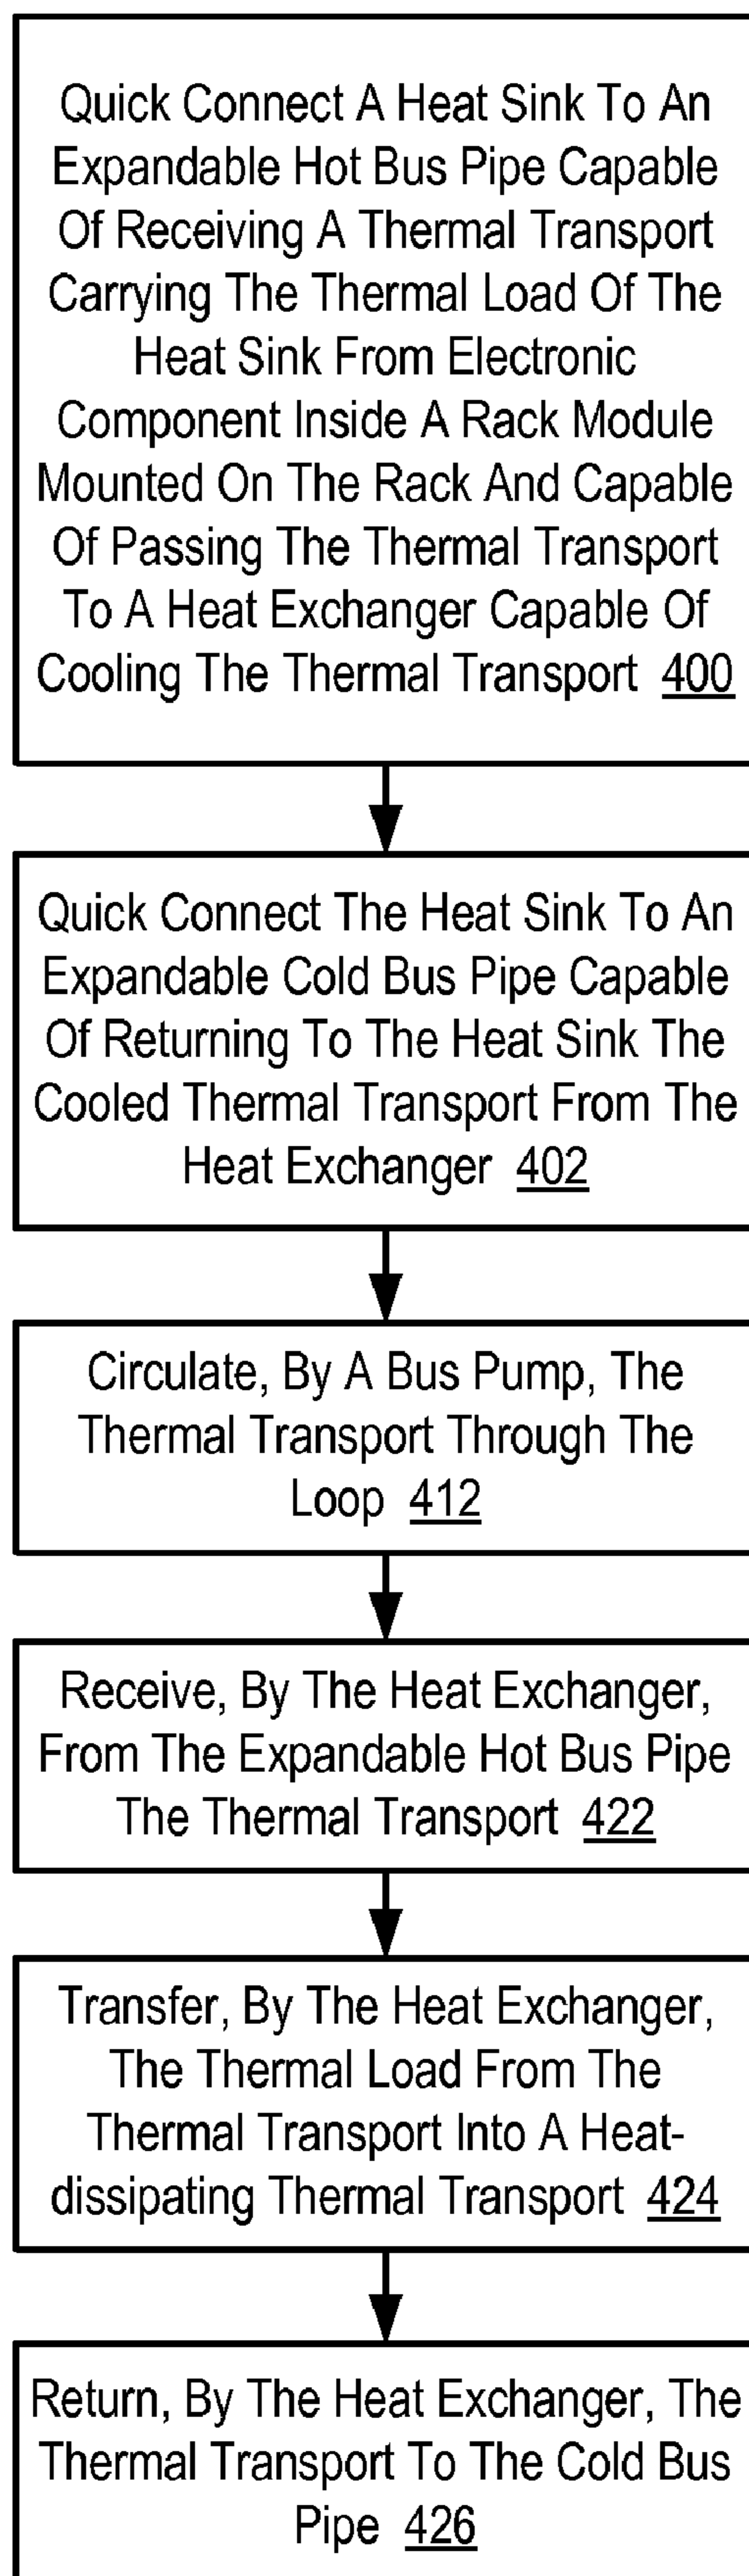 Quick Connect A Heat Sink To An
Expandable Hot Bus Pipe Capable
Of Receiving A Thermal Transport
Carrying The Thermal Load Of The
Heat Sink From Electronic
Component Inside A Rack Module
Mounted On The Rack And Capable
Of Passing The Thermal Transport
To A Heat Exchanger Capable Of
Cooling The Thermal Transport 400
Quick Connect The Heat Sink To An
Expandable Cold Bus Pipe Capable
Of Returning To The Heat Sink The
Cooled Thermal Transport From The
Heat Exchanger 402
Circulate, By A Bus Pump, The
Thermal Transport Through The
Loop 412
Receive, By The Heat Exchanger,
From The Expandable Hot Bus Pipe
The Thermal Transport 422
Transfer, By The Heat Exchanger,
The Thermal Load From The
Thermal Transport Into A Heat-
dissipating Thermal Transport 424
Return, By The Heat Exchanger, The
Thermal Transport To The Cold Bus
Pipe 426